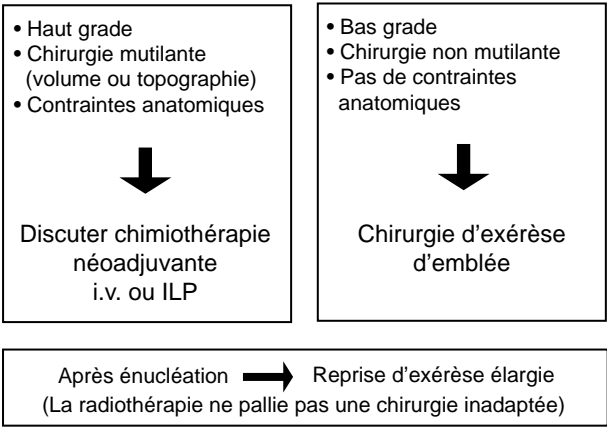 • Haut grade
• Chirurgie mutilante
(volume ou topographie)
• Contraintes anatomiques
Discuter chimiothérapie
néoadjuvante
i.v. ou ILP
• Bas grade
• Chirurgie non mutilante
• Pas de contraintes
anatomiques
Chirurgie d’exérèse
d’emblée
Après énucléation Reprise d’exérèse élargie
(La radiothérapie ne pallie pas une chirurgie inadaptée)